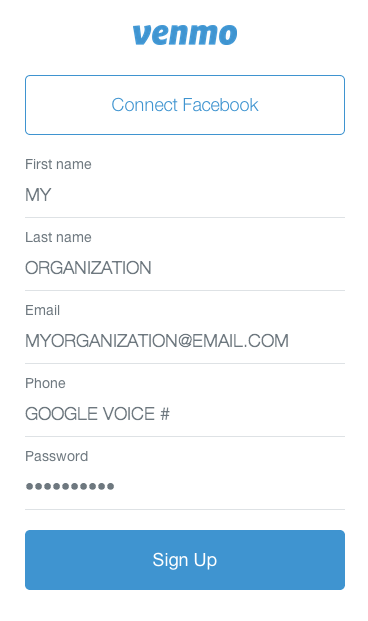 venmo
Connect Facebook
First name
MY
Last name
ORGANIZATION
Email
MYORGANIZATION@EMAIL.COM
Phone
GOOGLE VOICE #
Password
••••••••••
Sign Up